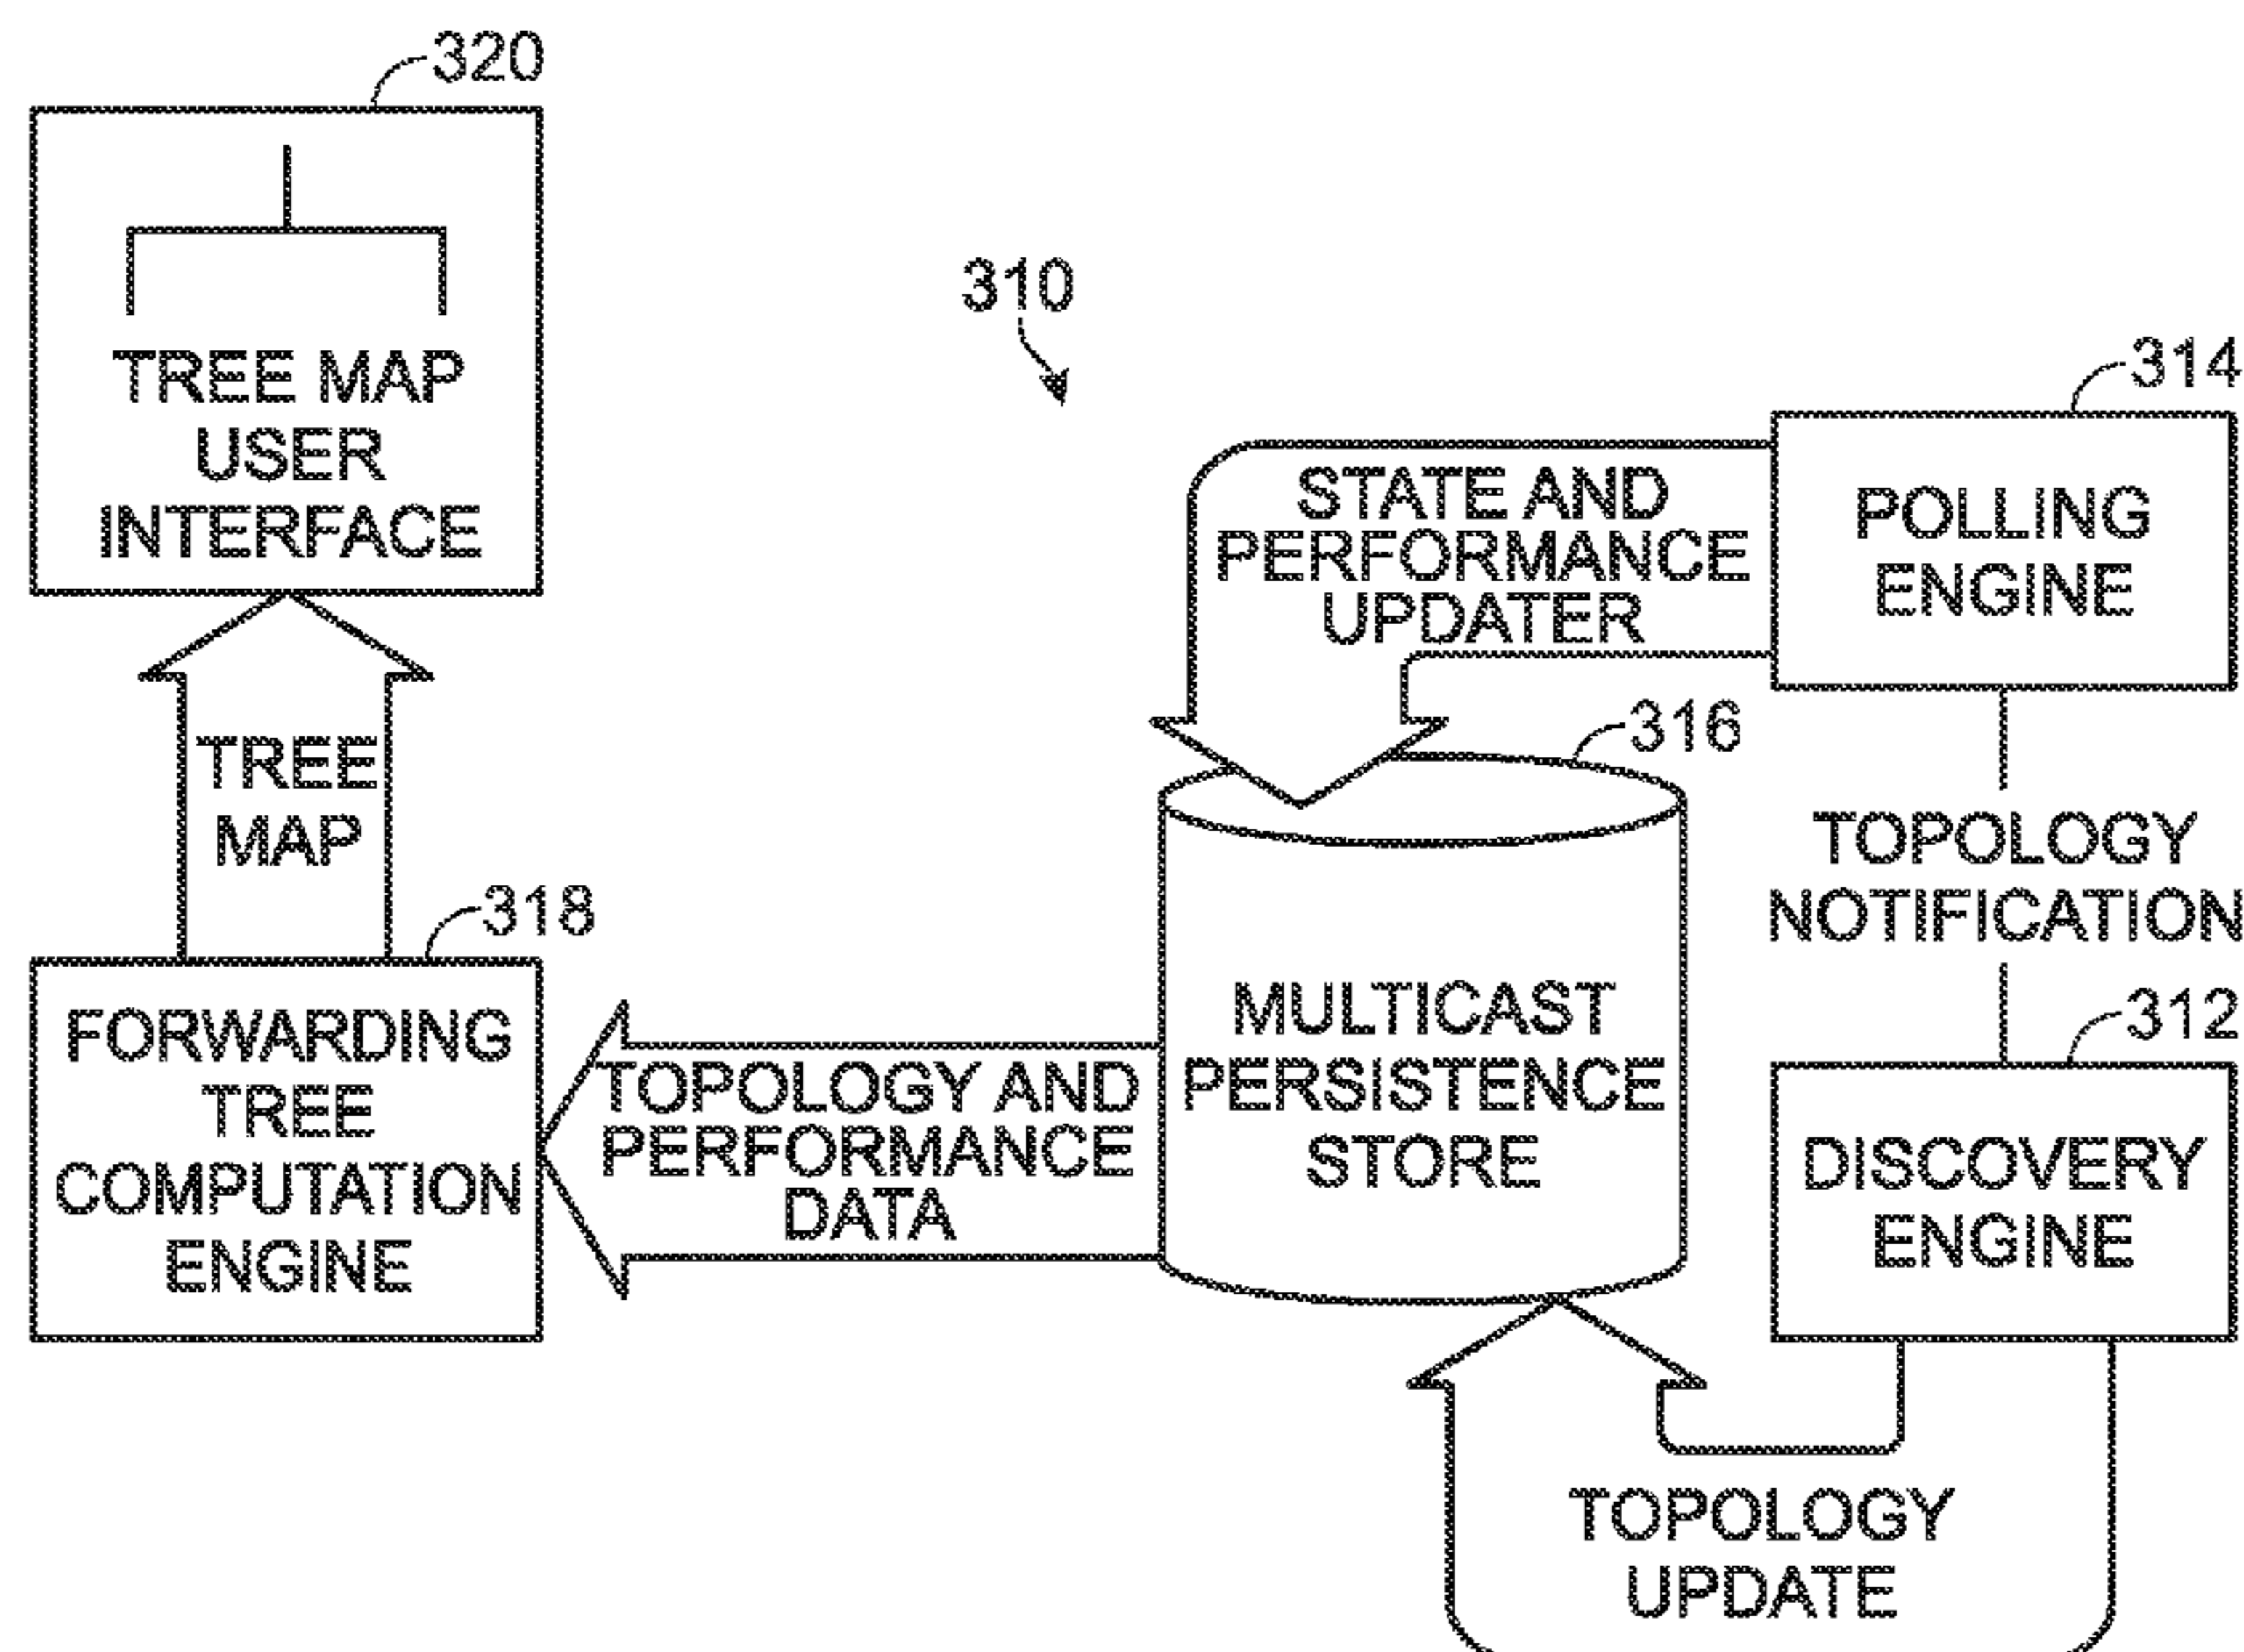 320
TREE MAP
USER
INTERFACE
310
314
STATE AND
PERFORMANCE
UPDATER
POLLING
ENGINE
TREE
MAP
316
TOPOLOGY
NOTIFICATION
318
FORWARDING
TREE
COMPUTATION
ENGINE
TOPOLOGY AND
PERFORMANCE
DATA
MULTICAST
PERSISTENCE
STORE
312
DISCOVERY
ENGINE
TOPOLOGY
UPDATE